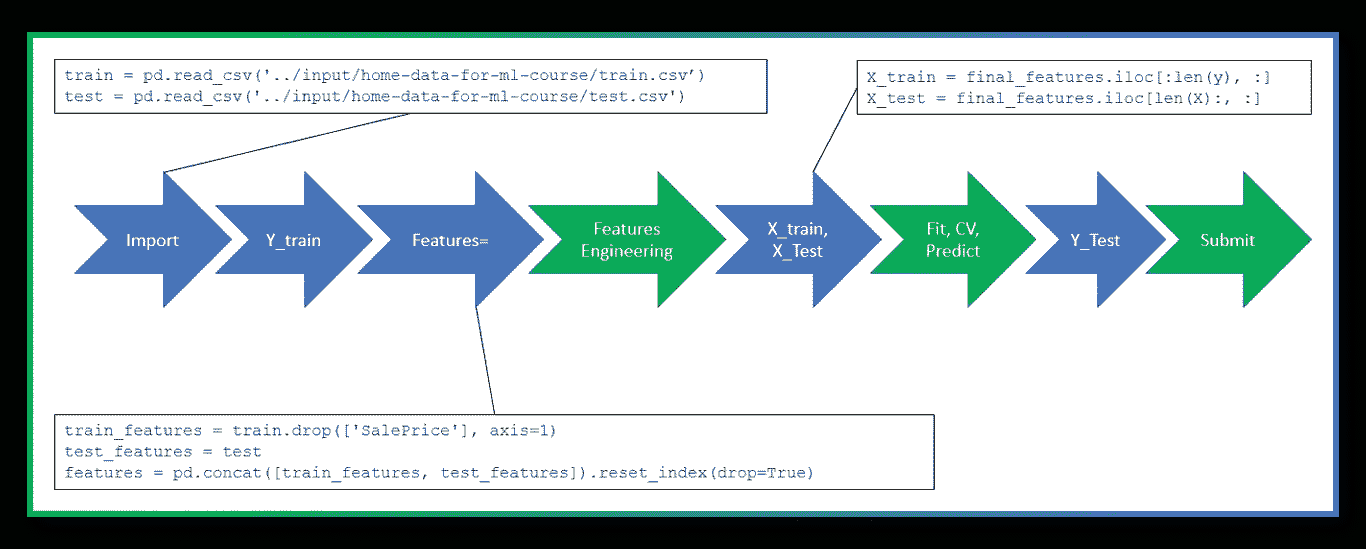 train = pd.read_csv('../input/home-data-for-ml-course/train.csv’)
test = pd.read_csv('../input/home-data-for-ml-course/test.csv')
X_train = final_features.iloc[:len(y), :]
X_test = final_features.iloc[len(X):, :]
Import
Y_train
Features=
Features
Engineering
X_train,
X_Test
Fit, CV,
Predict
Y_Test
Submit
train_features = train.drop(['SalePrice'], axis=1)
test_features = test
features = pd.concat([train_features, test_features]).reset_index(drop=True)